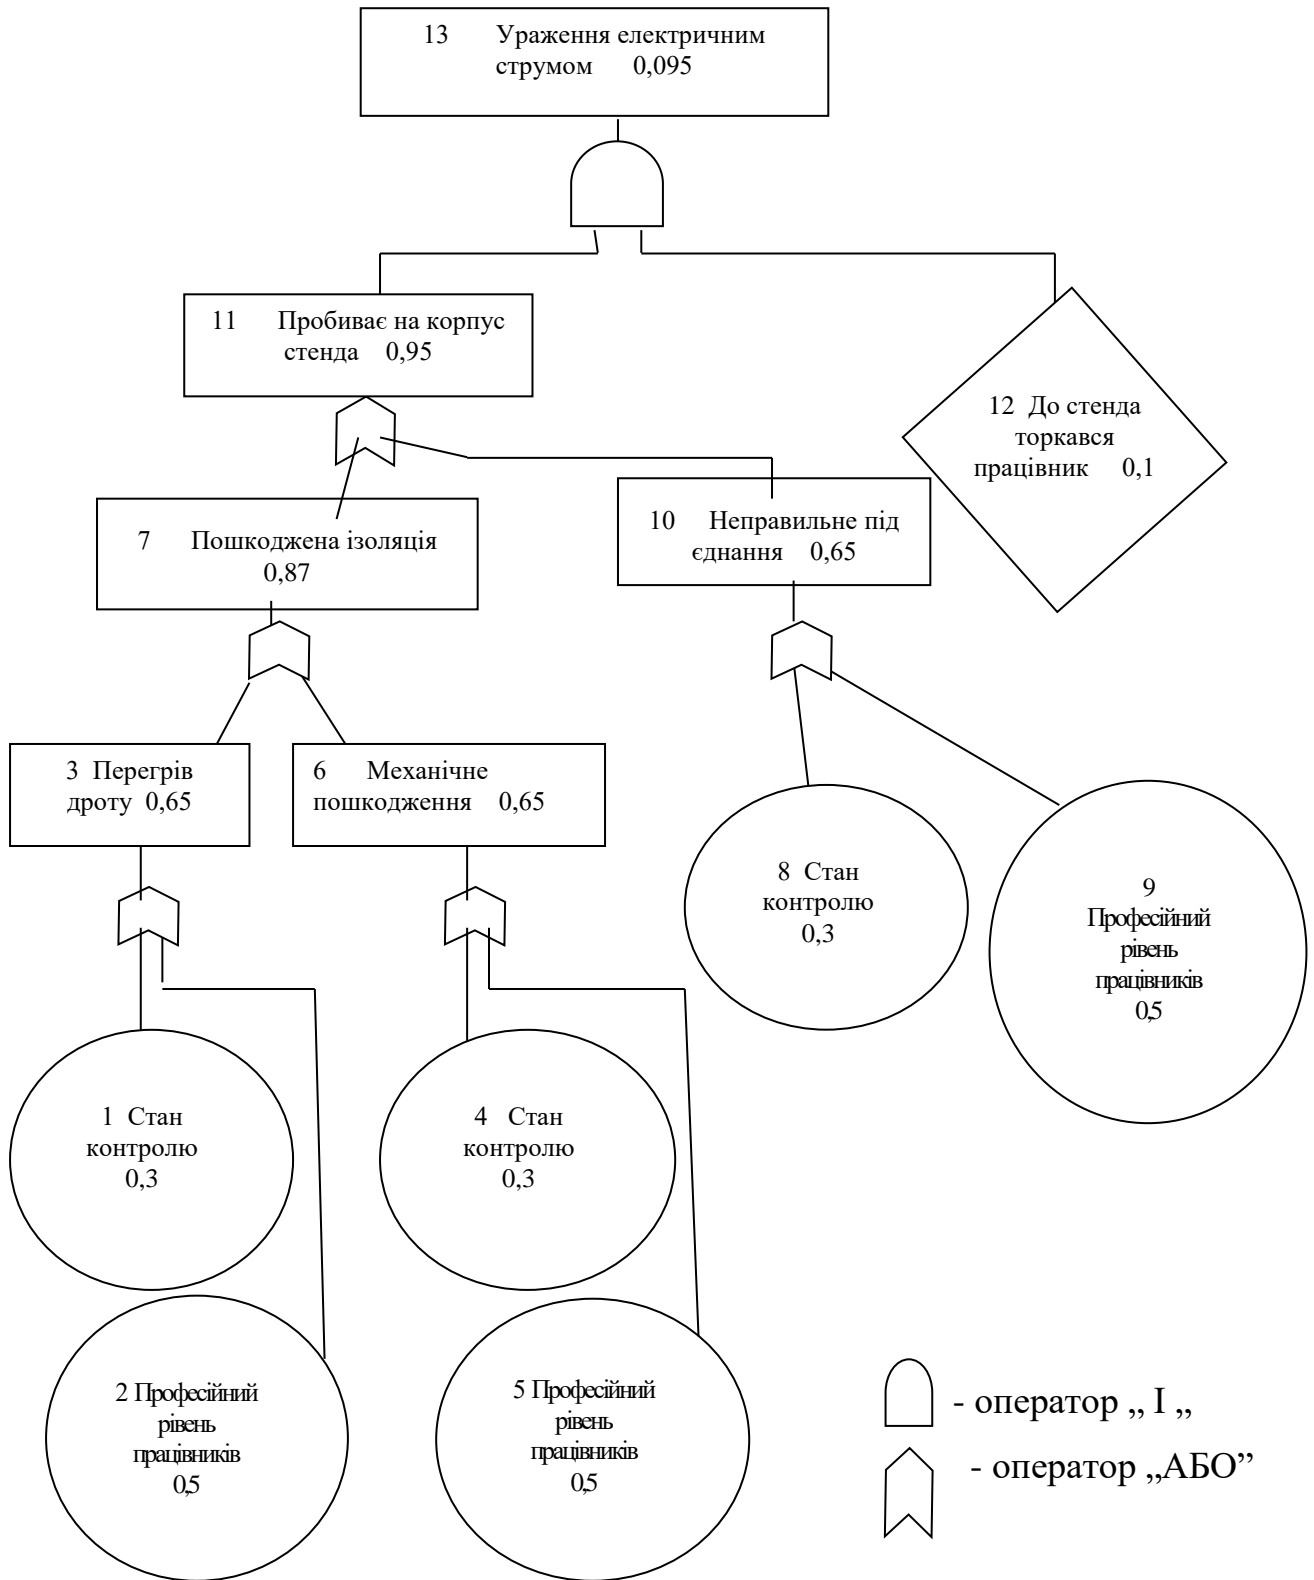 13 Ураження електричним
струмом 0,095
11 Пробиває на корпус
стенда 0,95
12 До стенда
торкався
працівник 0,1
7 Пошкоджена ізоляція
0,87
10 Неправильне під
єднання 0,65
3 Перегрів
дроту 0,65
6 Механічне
пошкодження 0,65
8 Стан
контролю
0,3
9
Професійний
рівень
працівників
0,5
1 Стан
контролю
0,3
4 Стан
контролю
0,3
2 Професійний
рівень
працівників
0,5
5 Професійний
рівень
працівників
0,5
- оператор „ І „
- оператор „АБО”